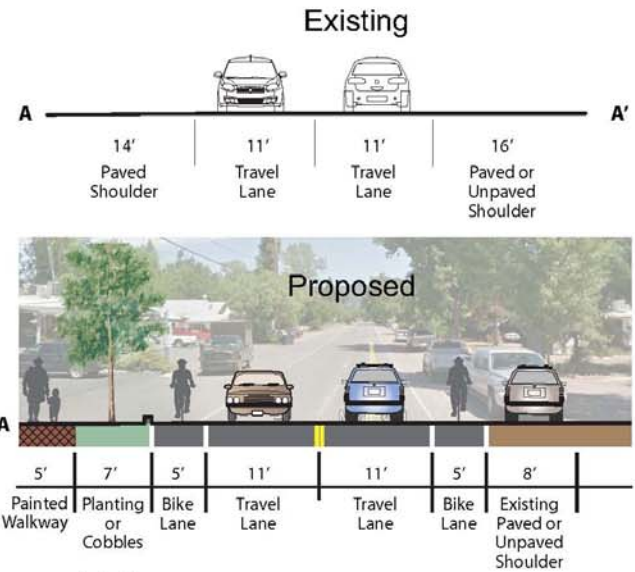 Existing
A A'
14' 11' 11' 16'
Paved Travel Travel Paved or
Shoulder Lane Lane Unpaved
Shoulder
Proposed
A
5' 7' 5' 11' 11' 5' 8'
Painted Planting Bike Travel Travel Bike Existing
Walkway or Lane Lane Lane Lane Paved or
Cobbles Unpaved
Shoulder